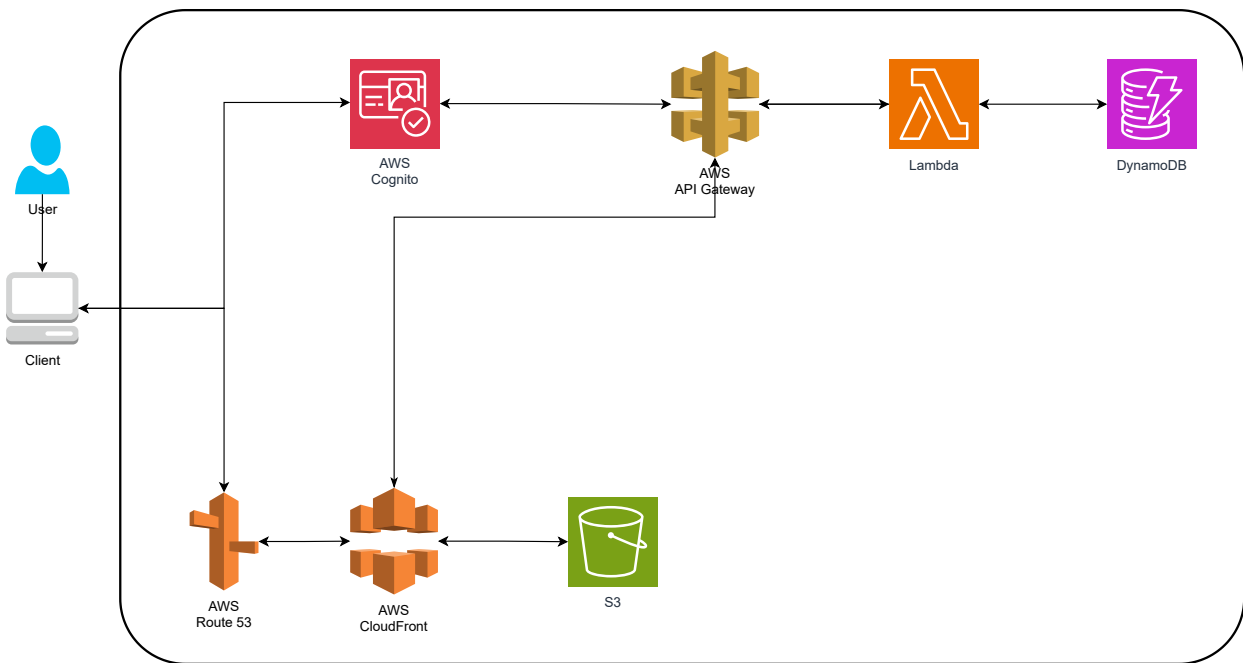 AWS
Cognito
AWS
API Gateway
Lambda
DynamoDB
User
Client
AWS
Route 53
AWS
CloudFront
S3